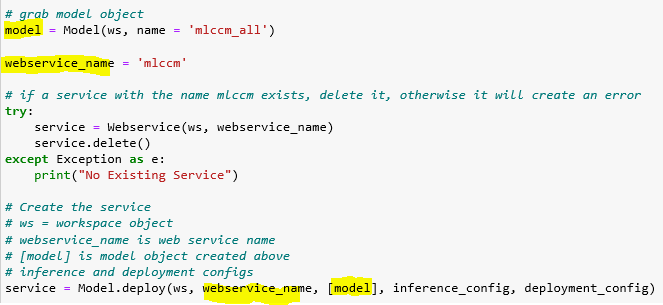 # grab model object
model = Model(ws, name = 'mlccm_all')
webservice_name = 'mlccm'
# if a service with the name mlccm exists, delete it, otherwise it will create an error
try:
    service = Webservice(ws, webservice_name)
    service.delete()
except Exception as e:
    print("No Existing Service")
# Create the service
# ws = workspace object
# webservice_name is web service name
# [model] is model object created above
# inference and deployment configs
service = Model.deploy(ws, webservice_name, [model], inference_config, deployment_config)